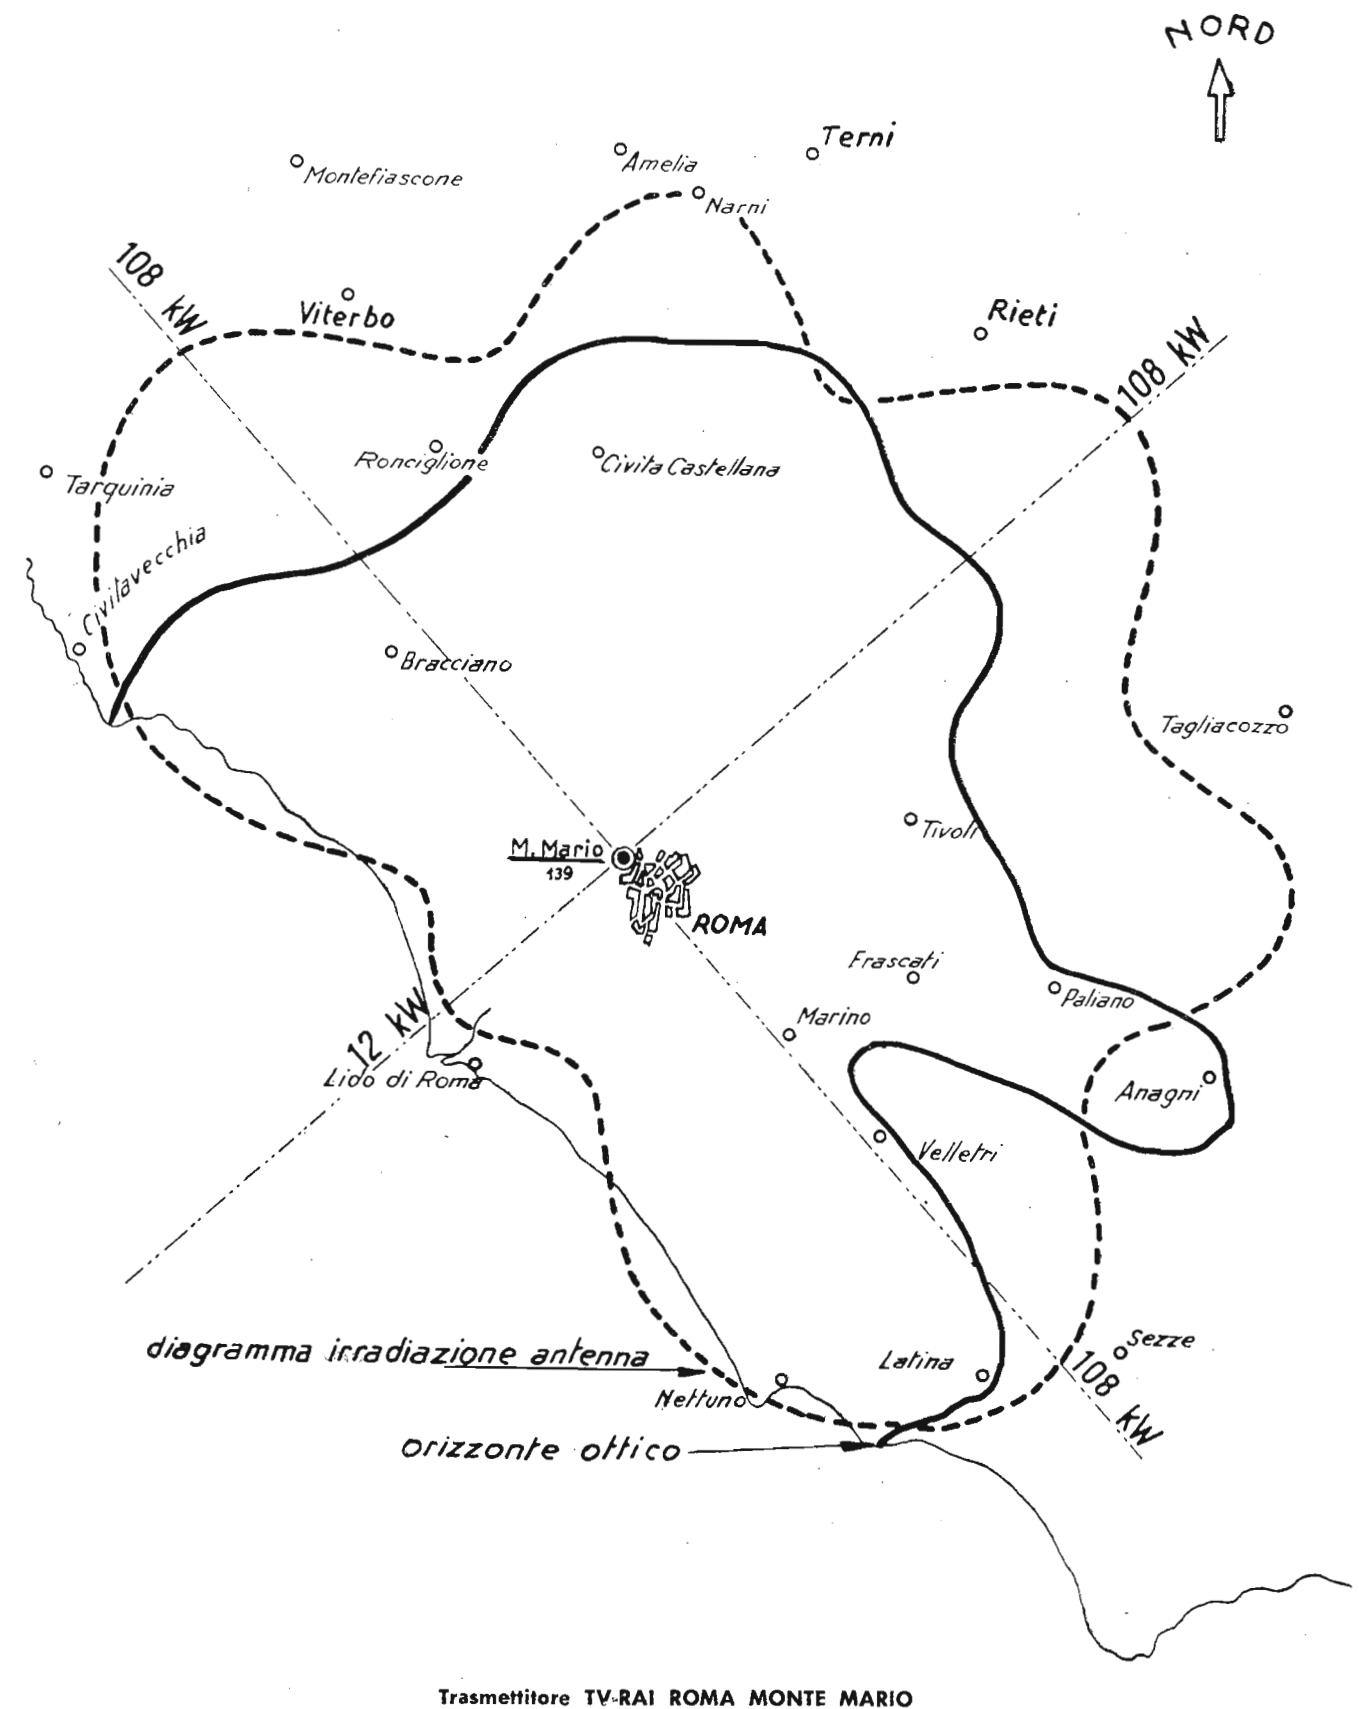 NORD
Terni
Amelia
Montefiascone
Narni
108 kW
Viterbo
Rieti
108 kW
Ronciglione
Civita Castellana
Tarquinia
Civitavecchia
Bracciano
Tagliacozzo
Tivoli
M. Mario
139
ROMA
Frascati
Paliano
Marino
12 kW
Lido di Roma
Anagni
Velletri
diagramma irradiazione antenna
Sezze
Latina
108 kW
Nettuno
orizzonte ottico
Trasmettitore TV-RAI ROMA MONTE MARIO